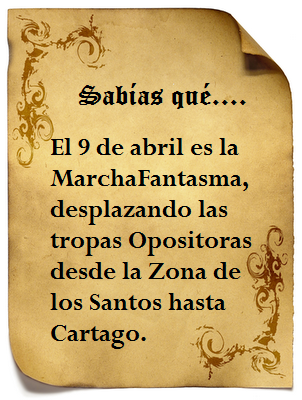 Sabías qué....
El 9 de abril es la
MarchaFantasma,
desplazando las
tropas Opositoras
desde la Zona de
los Santos hasta
Cartago.